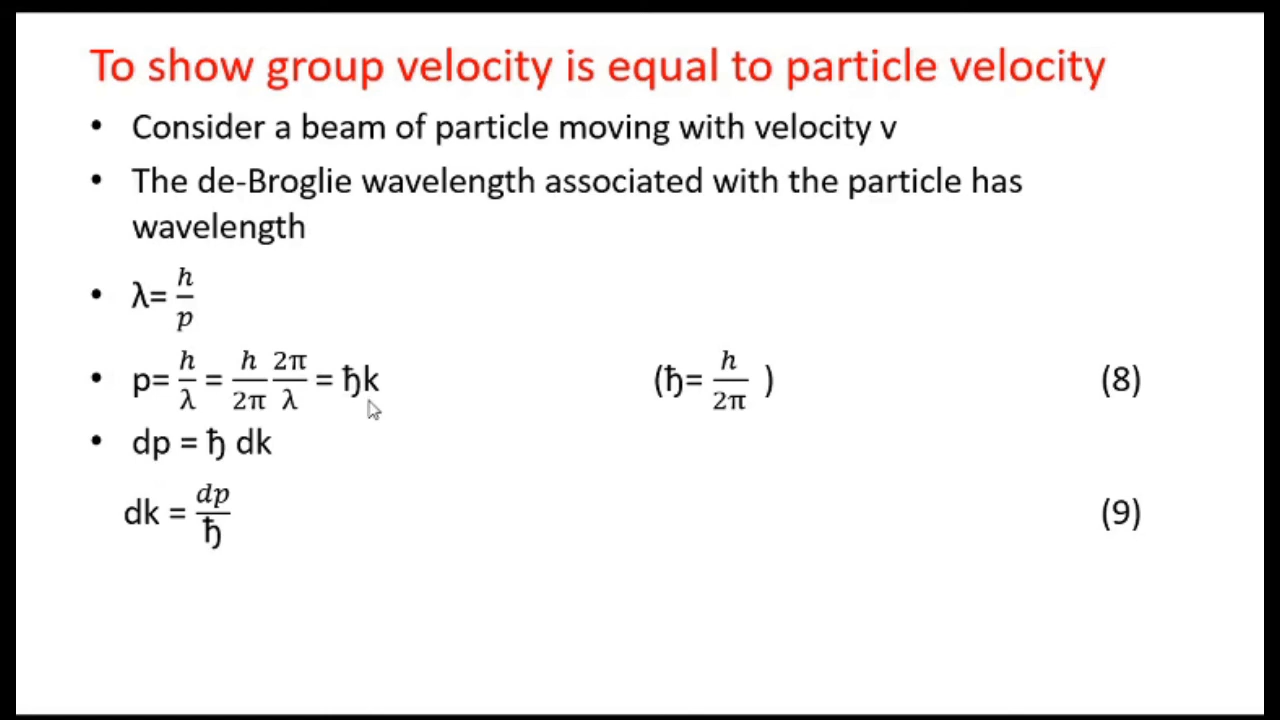 To show group velocity is equal to particle velocity
• Consider a beam of particle moving with velocity v
• The de-Broglie wavelength associated with the particle has
wavelength
• λ= h/p
• p= h/λ = h/2π 2π/λ = ђk (ђ= h/2π ) (8)
• dp = ђ dk
dk = dp/ђ (9)